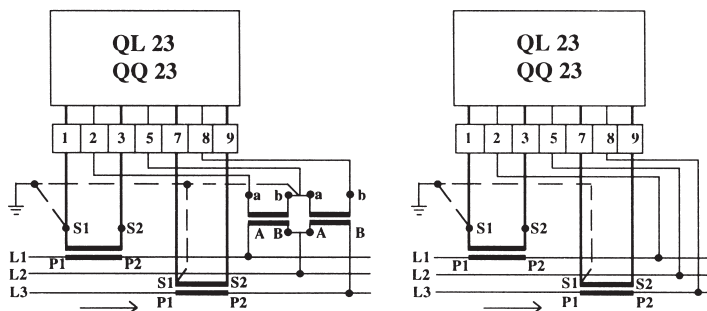 QL 23
QQ 23
1 2 3 5 7 8 9
a b a b
S1 S2
A B A B
L1
P1 P2
L2
S1 S2
L3
P1 P2
QL 23
QQ 23
1 2 3 5 7 8 9
S1 S2
L1
P1 P2
L2
S1 S2
L3
P1 P2